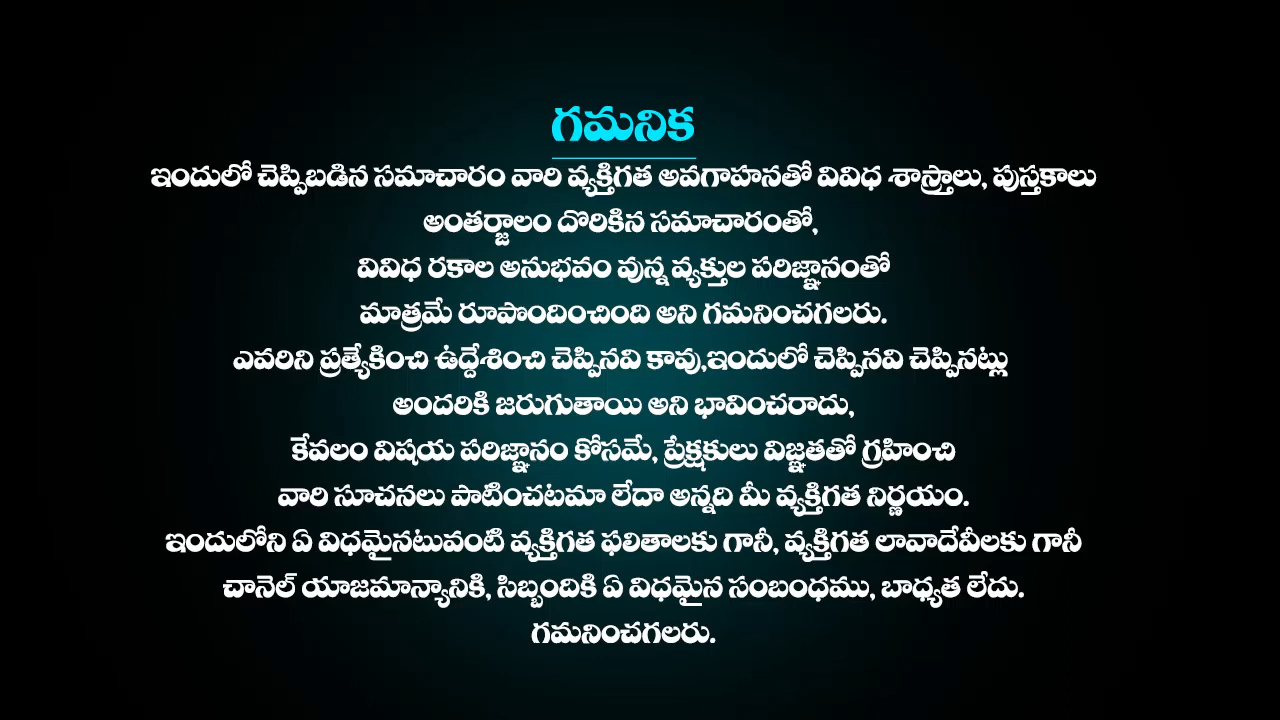 గమనిక
ఇందులో చెప్పిబడిన సమాచారం వారి వ్యక్తిగత అవగాహనతో వివిధ శాస్త్రాలు, పుస్తకాలు
అంతర్జాలం దొరికిన సమాచారంతో,
వివిధ రకాల అనుభవం వున్న వ్యక్తుల పరిజ్ఞానంతో
మాత్రమే రూపొందించింది అని గమనించగలరు.
ఎవరిని ప్రత్యేకించి ఉద్దేశించి చెప్పినవి కావు,ఇందులో చెప్పినవి చెప్పినట్లు
అందరికి జరుగుతాయి అని భావించరాదు,
కేవలం విషయ పరిజ్ఞానం కోసమే, ప్రేక్షకులు విజ్ఞతతో గ్రహించి
వారి సూచనలు పాటించటమా లేదా అన్నది మీ వ్యక్తిగత నిర్ణయం.
ఇందులోని ఏ విధమైనటువంటి వ్యక్తిగత ఫలితాలకు గానీ, వ్యక్తిగత లావాదేవీలకు గానీ
చానెల్ యాజమాన్యానికి, సిబ్బందికి ఏ విధమైన సంబంధము, బాధ్యత లేదు.
గమనించగలరు.